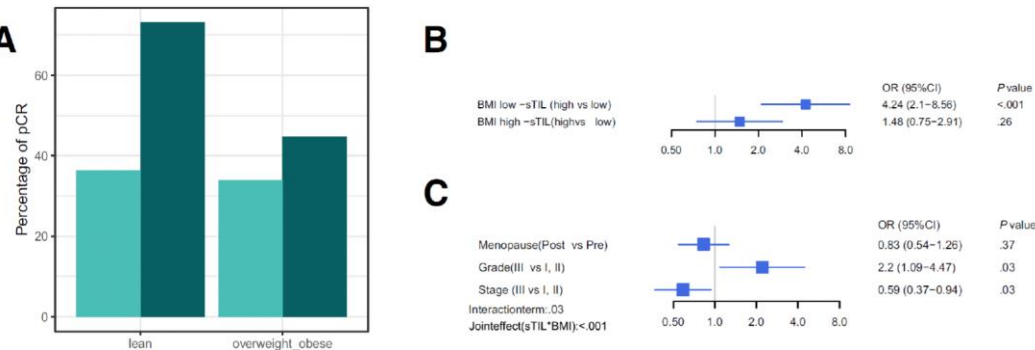 A
Percentage of pCR
60
40
20
0
lean overweight_obese
B
OR (95%CI) P value
BMI low −sTIL (high vs low) 4.24 (2.1−8.56) <.001
BMI high −sTIL(highvs low) 1.48 (0.75−2.91) .26
0.50 1.0 2.0 4.0 8.0
C
OR (95%CI) P value
Menopause(Post vs Pre) 0.83 (0.54−1.26) .37
Grade(III vs I, II) 2.2 (1.09−4.47) .03
Stage (III vs I, II) 0.59 (0.37−0.94) .03
Interactionterm:.03
0.50 1.0 2.0 4.0 8.0
Jointeffect(sTIL*BMI):<.001